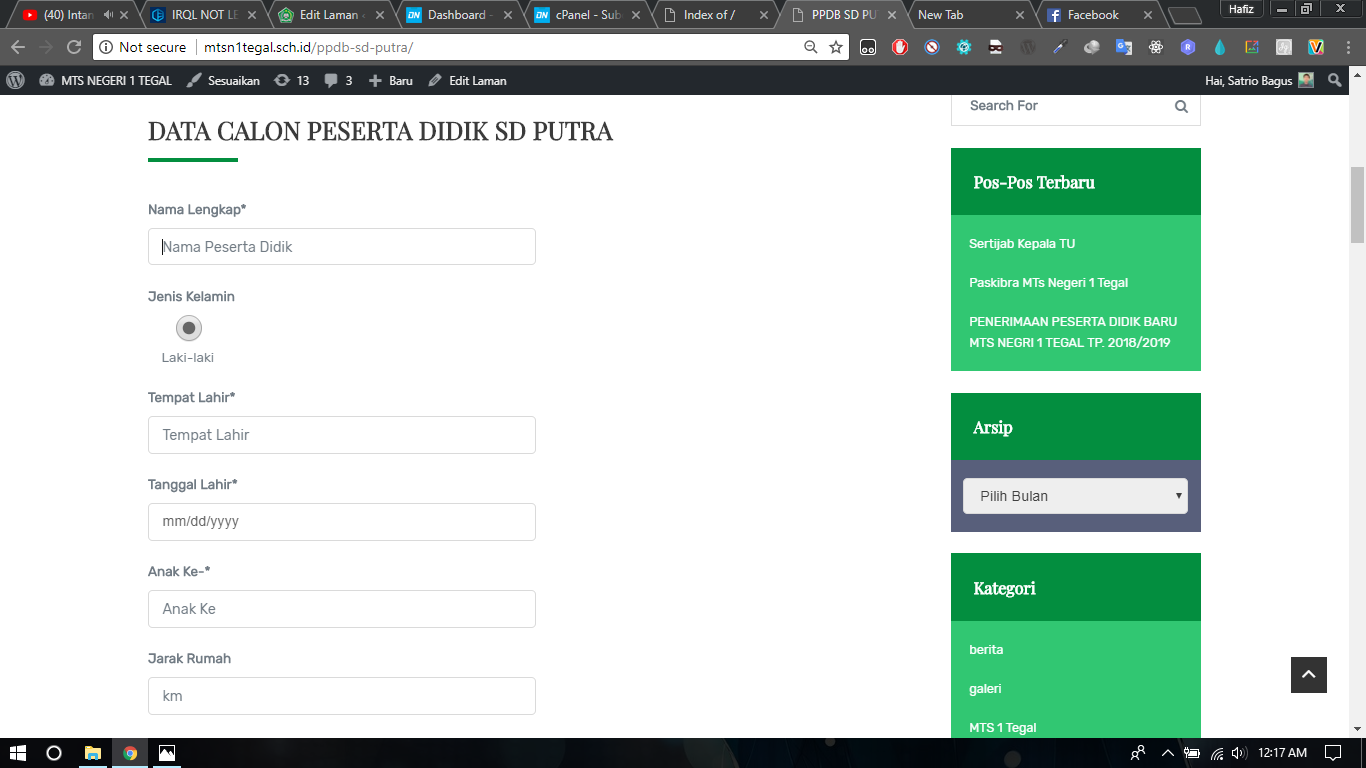 (40) Intan
IRQL NOT LE
Edit Laman
Dashboard -
cPanel - Sub
Index of /
PPDB SD PU
New Tab
Facebook
Hafiz
Not secure
mtsn1tegal.sch.id/ppdb-sd-putra/
MTS NEGERI 1 TEGAL
Sesuaikan
13
3
Baru
Edit Laman
Hai, Satrio Bagus
DATA CALON PESERTA DIDIK SD PUTRA
Nama Lengkap*
Nama Peserta Didik
Jenis Kelamin
Laki-laki
Tempat Lahir*
Tempat Lahir
Tanggal Lahir*
mm/dd/yyyy
Anak Ke-*
Anak Ke
Jarak Rumah
km
Search For
Pos-Pos Terbaru
Sertijab Kepala TU
Paskibra MTs Negeri 1 Tegal
PENERIMAAN PESERTA DIDIK BARU
MTS NEGRI 1 TEGAL TP. 2018/2019
Arsip
Pilih Bulan
Kategori
berita
galeri
MTS 1 Tegal
12:17 AM